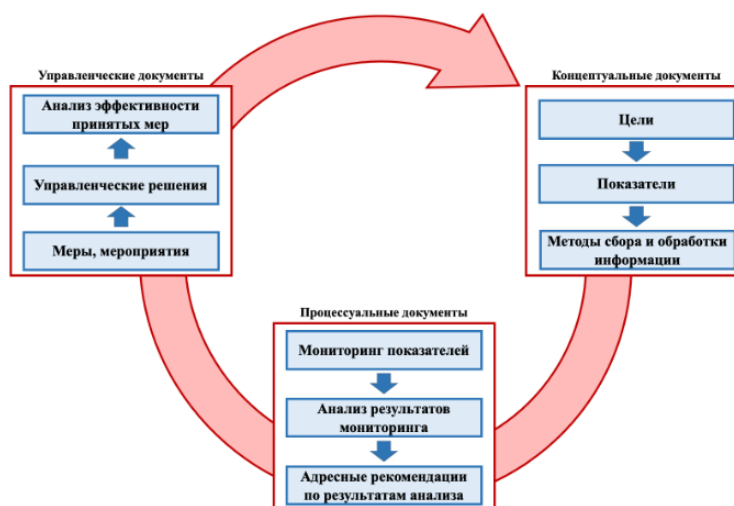 Управленческие документы
Анализ эффективности
принятых мер
Управленческие решения
Меры, мероприятия
Концептуальные документы
Цели
Показатели
Методы сбора и обработки
информации
Процессуальные документы
Мониторинг показателей
Анализ результатов
мониторинга
Адресные рекомендации
по результатам анализа